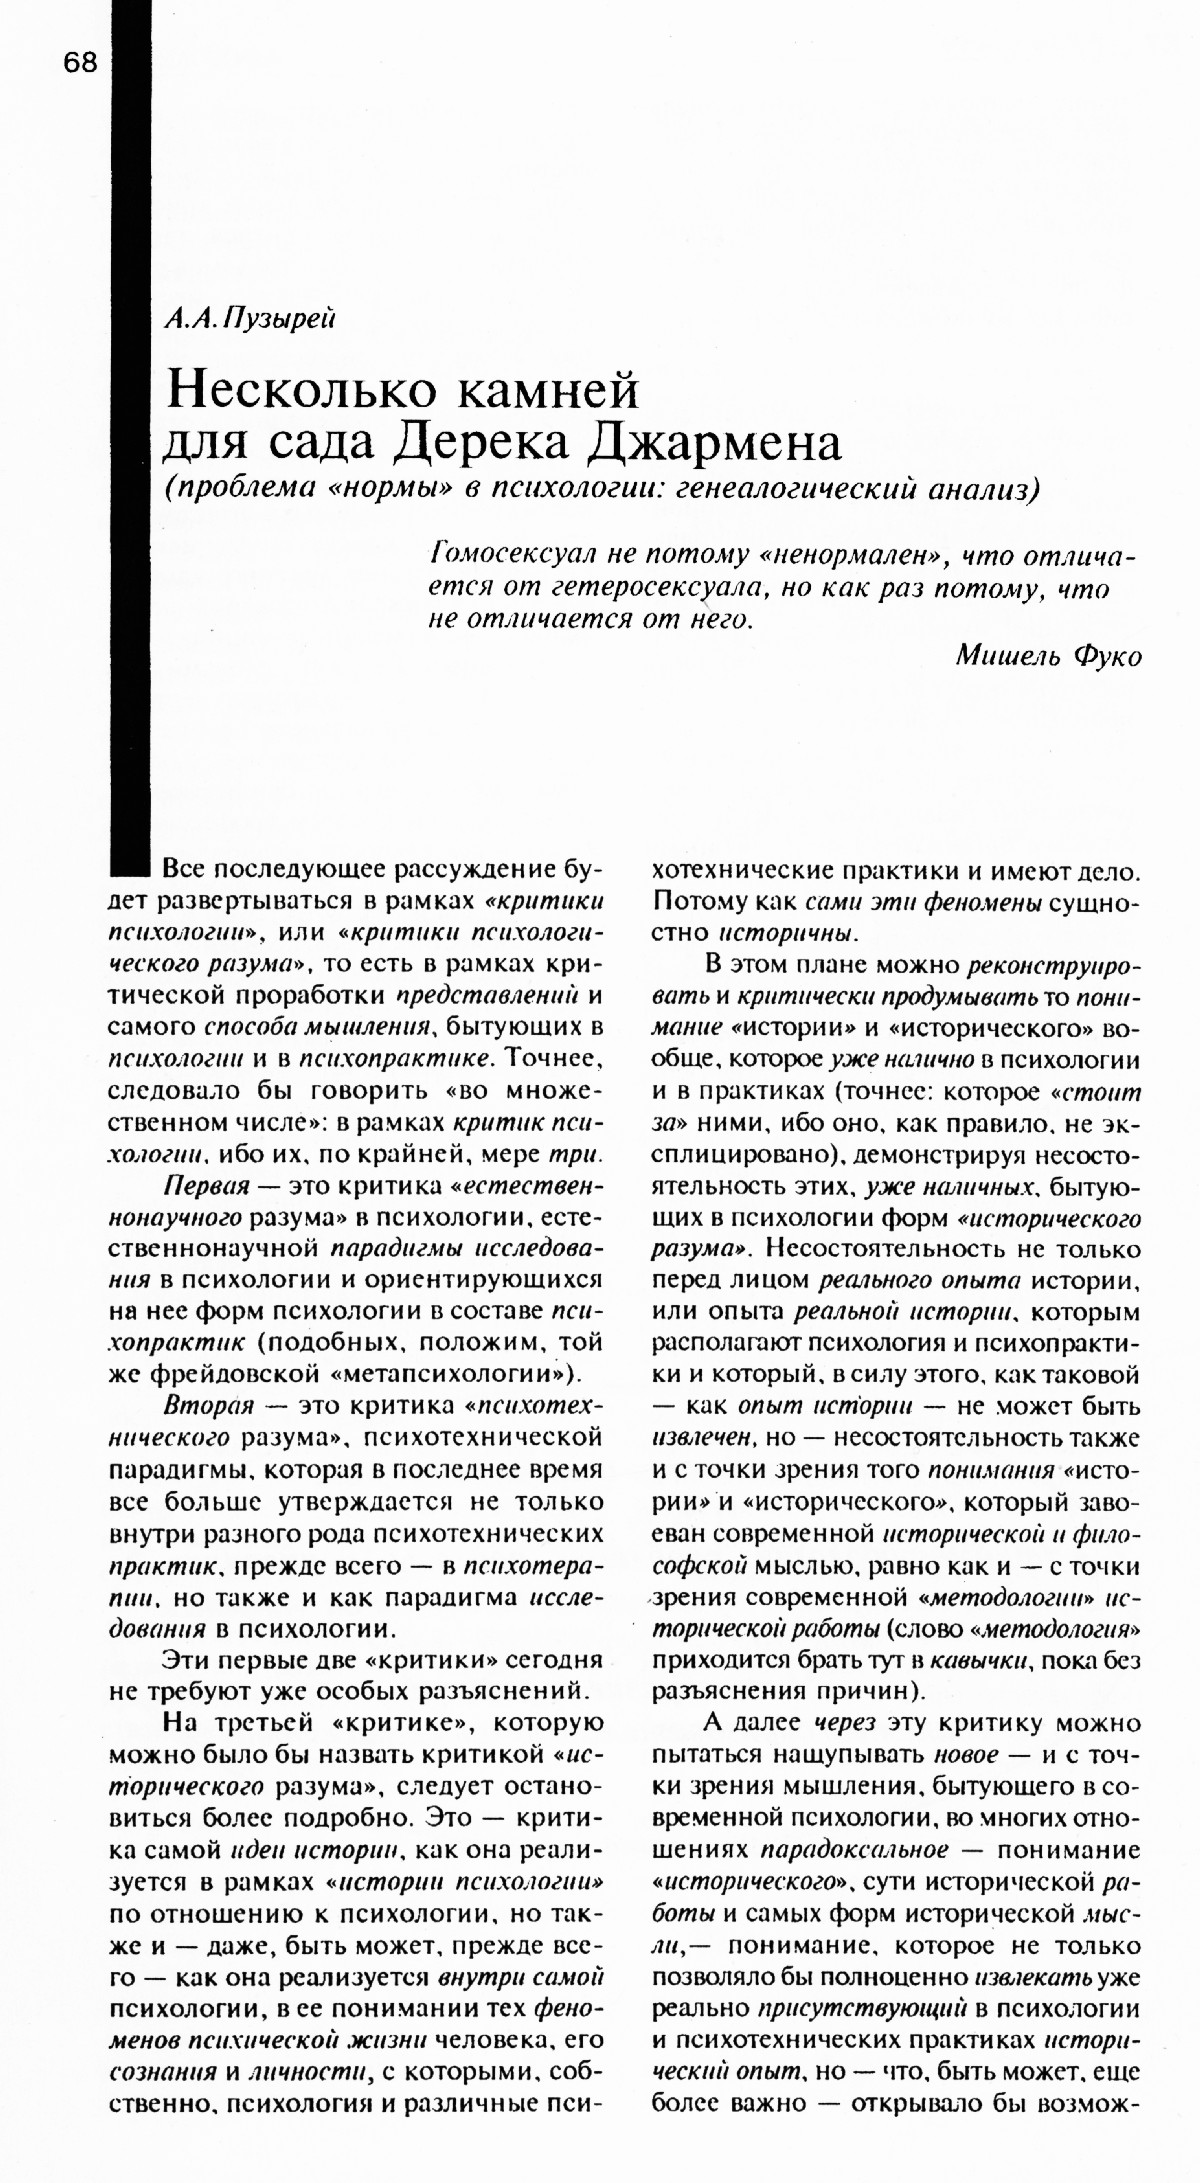 68
А.А.Пузырей
Несколько камней
для сада Дерека Джармена
(проблема «нормы» в психологии: генеалогический анализ)
Гомосексуал не потому «ненормален», что отлича-
ется от гетеросексуала, но как раз потому, что
не отличается от него.
Мишель Фуко
Все последующее рассуждение бу-
дет развертываться в рамках «критики
психологии», или «критики психологи-
ческого разума», то есть в рамках кри-
тической проработки представлений и
самого способа мышления, бытующих в
психологии и в психопрактике. Точнее,
следовало бы говорить «во множе-
ственном числе»: в рамках критик пси-
хологии, ибо их, по крайней, мере три.
Первая — это критика «естествен-
нонаучного разума» в психологии, есте-
ственнонаучной парадигмы исследова-
ния в психологии и ориентирующихся
на нее форм психологии в составе пси-
хопрактик (подобных, положим, той
же фрейдовской «метапсихологии»).
Вторая — это критика «психотех-
нического разума», психотехнической
парадигмы, которая в последнее время
все больше утверждается не только
внутри разного рода психотехнических
практик, прежде всего — в психотера-
пии, но также и как парадигма иссле-
дования в психологии.
Эти первые две «критики» сегодня
не требуют уже особых разъяснений.
На третьей «критике», которую
можно было бы назвать критикой «ис-
торического разума», следует остано-
виться более подробно. Это — крити-
ка самой идеи истории, как она реали-
зуется в рамках «истории психологии»
по отношению к психологии, но так-
же и — даже, быть может, прежде все-
го — как она реализуется внутри самой
психологии, в ее понимании тех фено-
менов психической жизни человека, его
сознания и личности, с которыми, соб-
ственно, психология и различные пси-
хотехнические практики и имеют дело.
Потому как сами эти феномены сущно-
стно историчны.
В этом плане можно реконструиро-
вать и критически продумывать то пони-
мание «истории» и «исторического» во-
обще, которое уже налично в психологии
и в практиках (точнее: которое «стоит
за» ними, ибо оно, как правило, не эк-
сплицировано), демонстрируя несосто-
ятельность этих, уже наличных, бытую-
щих в психологии форм «исторического
разума». Несостоятельность не только
перед лицом реального опыта истории,
или опыта реальной истории, которым
располагают психология и психопракти-
ки и который, в силу этого, как таковой
— как опыт истории — не может быть
извлечен, но — несостоятельность также
и с точки зрения того понимания «исто-
рии» и «исторического», который заво-
еван современной исторической и фило-
софской мыслью, равно как и — с точки
зрения современной «методологии» ис-
торической работы (слово «методология»
приходится брать тут в кавычки, пока без
разъяснения причин).
А далее через эту критику можно
пытаться нащупывать новое — и с точ-
ки зрения мышления, бытующего в со-
временной психологии, во многих отно-
шениях парадоксальное — понимание
«исторического», сути исторической ра-
боты и самых форм исторической мыс-
ли,— понимание, которое не только
позволяло бы полноценно извлекать уже
реально присутствующий в психологии
и психотехнических практиках истори-
ческий опыт, но — что, быть может, еще
более важно — открывало бы возмож-